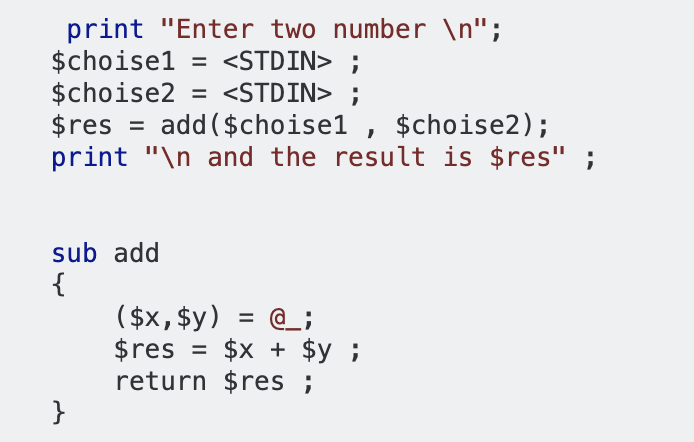 print "Enter two number \n";
$choise1 = <STDIN> ;
$choise2 = <STDIN> ;
$res = add($choise1 , $choise2);
print "\n and the result is $res" ;
sub add
{
($x,$y) = @_;
$res = $x + $y ;
return $res ;
}